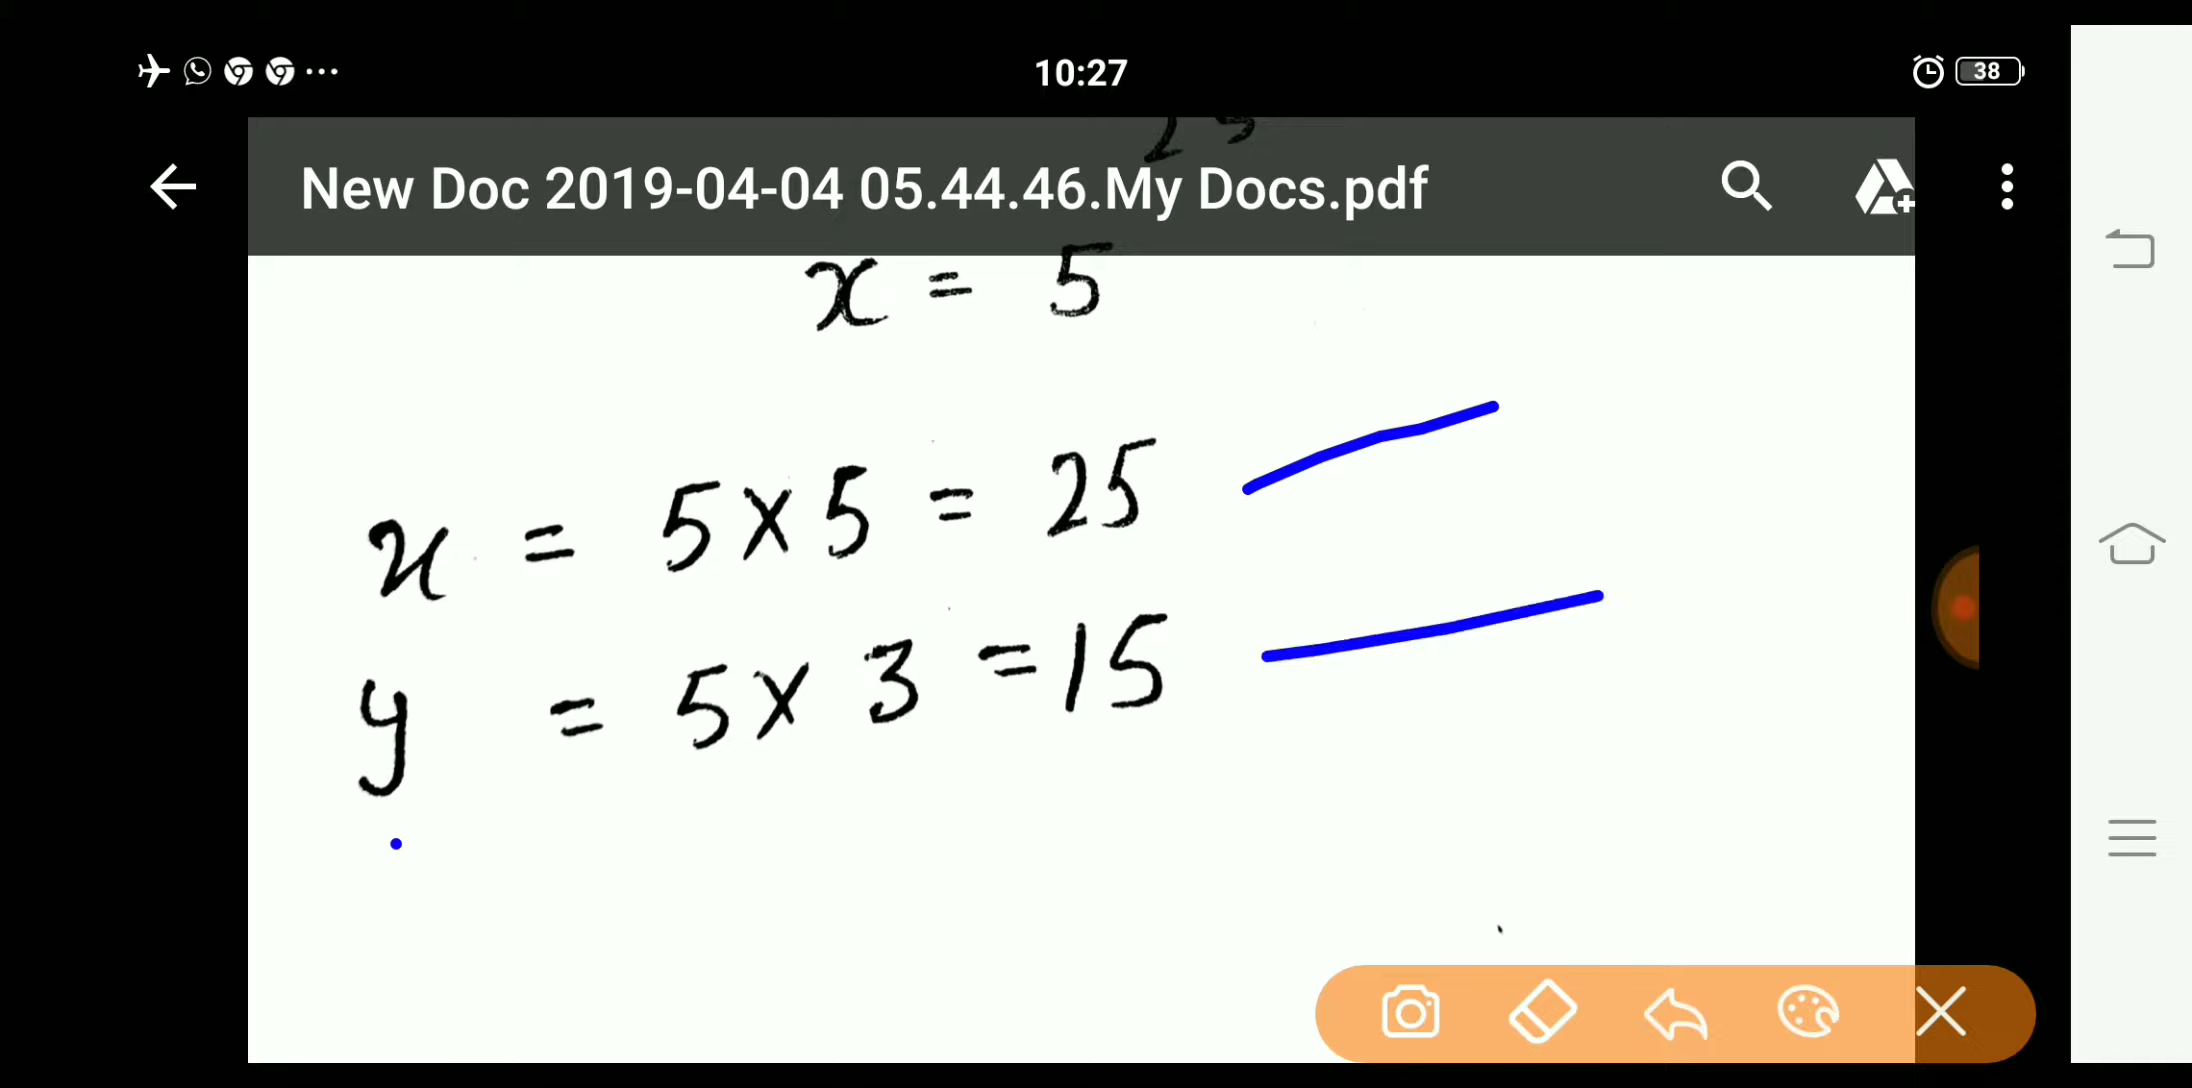 10:27
38
New Doc 2019-04-04 05.44.46.My Docs.pdf
x = 5
x = 5×5 = 25
y = 5× 3 =15